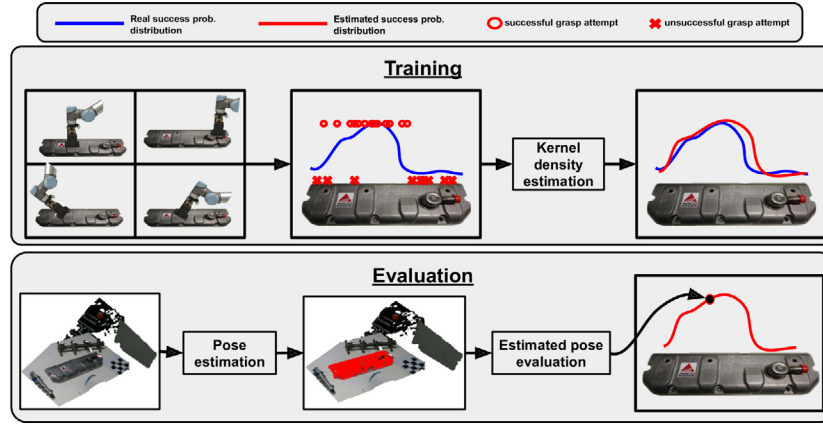 Real success prob.
distribution
Estimated success prob.
distribution
successful grasp attempt
unsuccessful grasp attempt
Training
Kernel
density
estimation
Evaluation
Pose
estimation
Estimated pose
evaluation